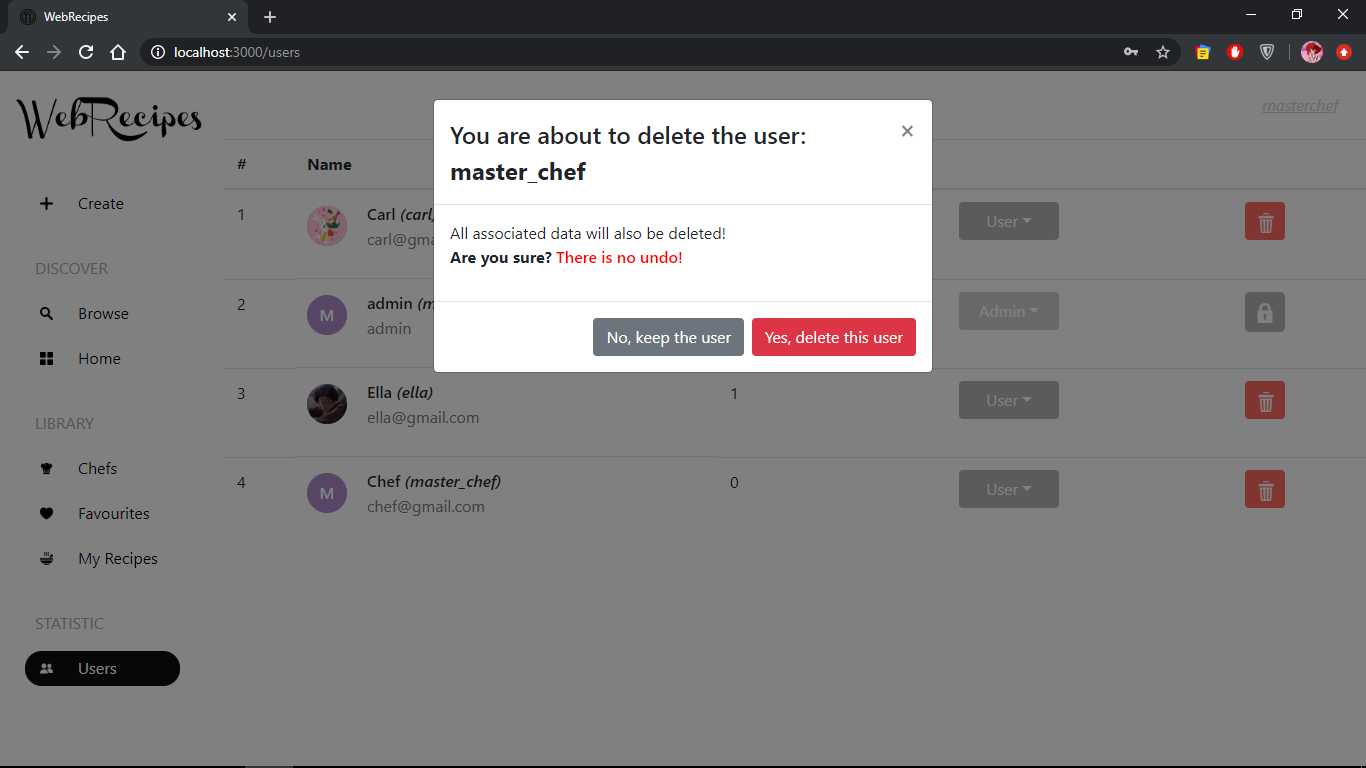 WebRecipes
localhost:3000/users
WebRecipes
masterchef
You are about to delete the user:
master_chef
×
All associated data will also be deleted!
Are you sure? There is no undo!
No, keep the user
Yes, delete this user
Create
DISCOVER
Browse
Home
LIBRARY
Chefs
Favourites
My Recipes
STATISTIC
Users
# Name
1 Carl (carl) User
carl@gma
2 M admin (m Admin
admin
3 Ella (ella) 1 User
ella@gmail.com
4 M Chef (master_chef) 0 User
chef@gmail.com